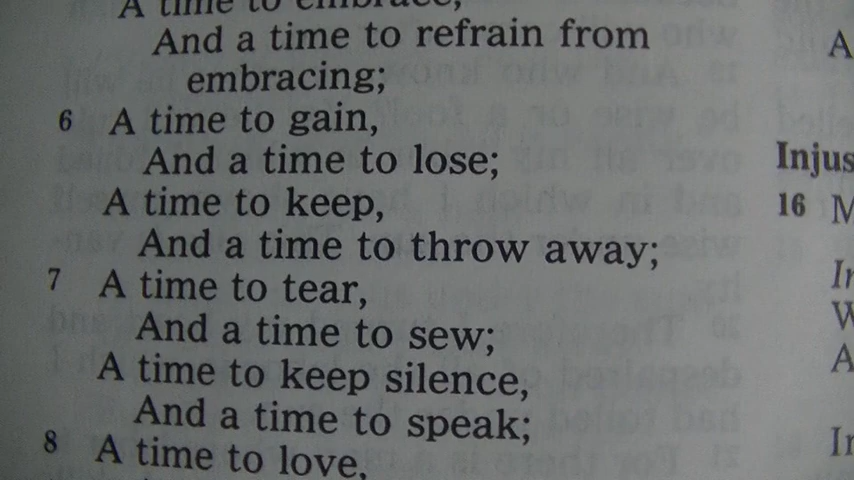 A time to embrace,
And a time to refrain from
embracing;
6 A time to gain,
And a time to lose;
A time to keep,
And a time to throw away;
7 A time to tear,
And a time to sew;
A time to keep silence,
And a time to speak;
8 A time to love,
A
Injus
16 M
In
W
A
In